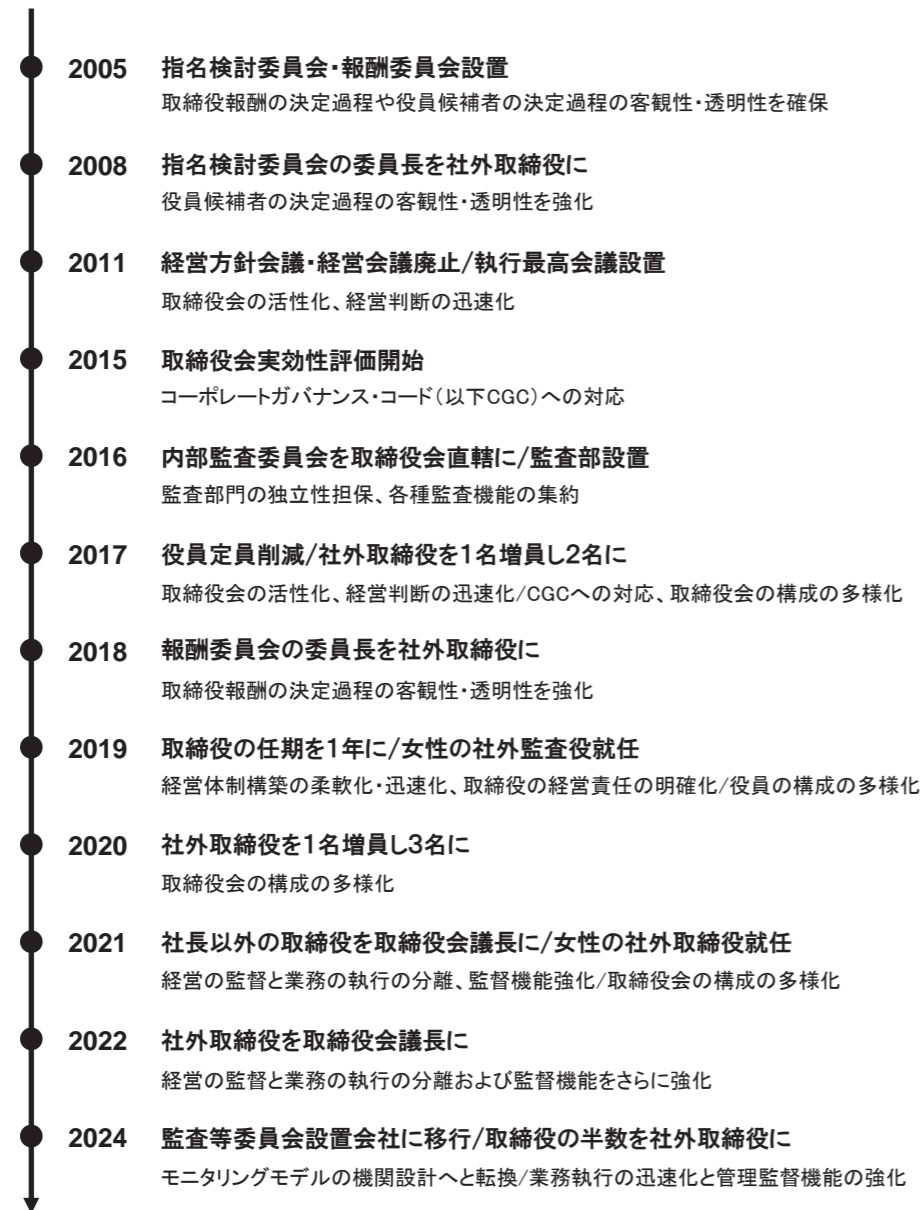 2005 指名検討委員会・報酬委員会設置
取締役報酬の決定過程や役員候補者の決定過程の客観性・透明性を確保
2008 指名検討委員会の委員長を社外取締役に
役員候補者の決定過程の客観性・透明性を強化
2011 経営方針会議・経営会議廃止/執行最高会議設置
取締役会の活性化、経営判断の迅速化
2015 取締役会実効性評価開始
コーポレートガバナンス・コード（以下CGC）への対応
2016 内部監査委員会を取締役会直轄に/監査部設置
監査部門の独立性担保、各種監査機能の集約
2017 役員定員削減/社外取締役を1名増員し2名に
取締役会の活性化、経営判断の迅速化/CGCへの対応、取締役会の構成の多様化
2018 報酬委員会の委員長を社外取締役に
取締役報酬の決定過程の客観性・透明性を強化
2019 取締役の任期を1年に/女性の社外監査役就任
経営体制構築の柔軟化・迅速化、取締役の経営責任の明確化/役員の構成の多様化
2020 社外取締役を1名増員し3名に
取締役会の構成の多様化
2021 社長以外の取締役を取締役会議長に/女性の社外取締役就任
経営の監督と業務の執行の分離、監督機能強化/取締役会の構成の多様化
2022 社外取締役を取締役会議長に
経営の監督と業務の執行の分離および監督機能をさらに強化
2024 監査等委員会設置会社に移行/取締役の半数を社外取締役に
モニタリングモデルの機関設計へと転換/業務執行の迅速化と管理監督機能の強化